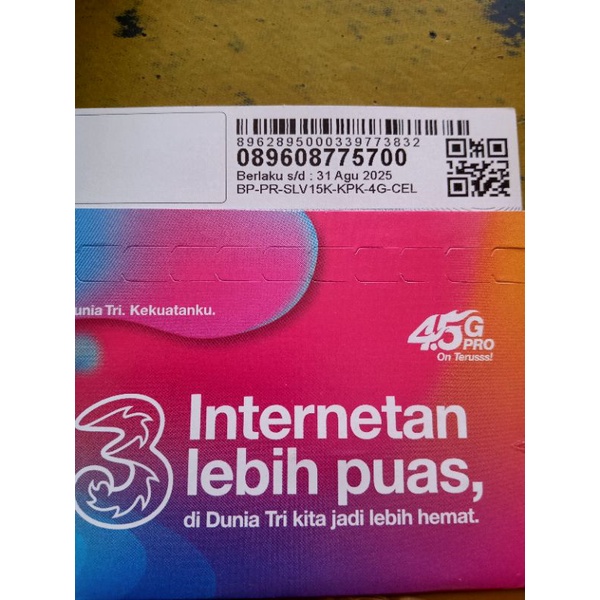 8962895000339773832
089608775700
Berlaku s/d : 31 Agu 2025
BP-PR-SLV15K-KPK-4G-CEL
unia Tri. Kekuatanku.
4.5G
PRO
On Terusss!
3
Internetan
lebih puas,
di Dunia Tri kita jadi lebih hemat.